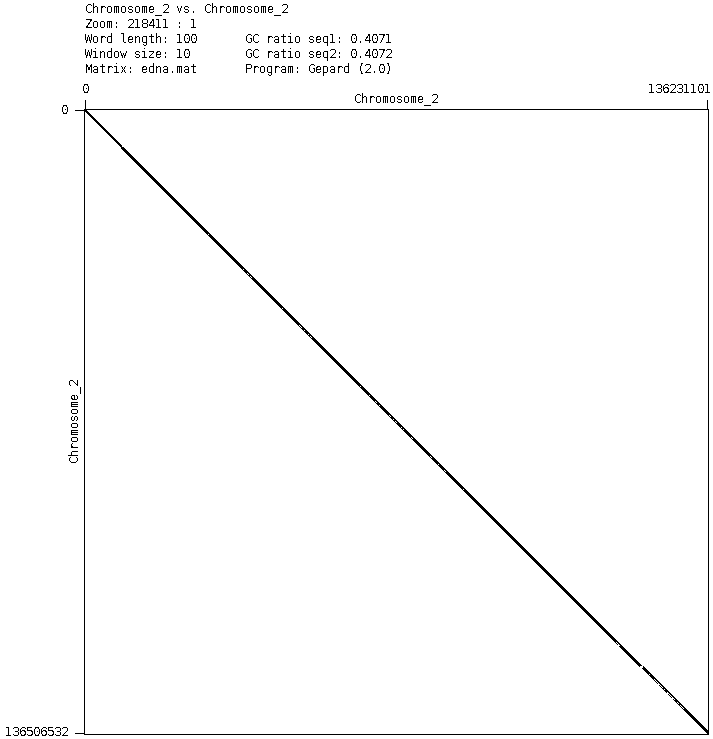 Chromosome_2 vs. Chromosome_2
Zoom: 218411 : 1
Word length: 100 GC ratio seq1: 0.4071
Window size: 10 GC ratio seq2: 0.4072
Matrix: edna.mat Program: Gepard (2.0)
0 136231101
Chromosome_2
0
Chromosome_2
136506532